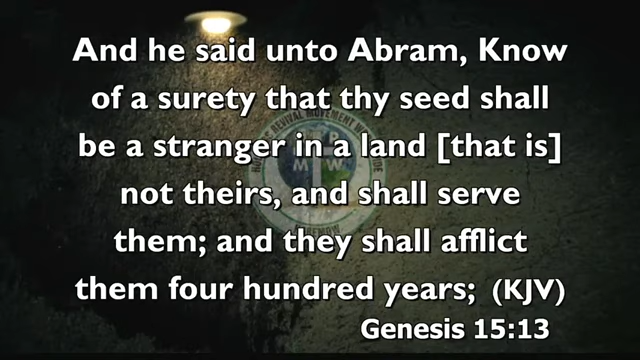 And he said unto Abram, Know
of a surety that thy seed shall
be a stranger in a land [that is]
not theirs, and shall serve
them; and they shall afflict
them four hundred years; (KJV)
Genesis 15:13